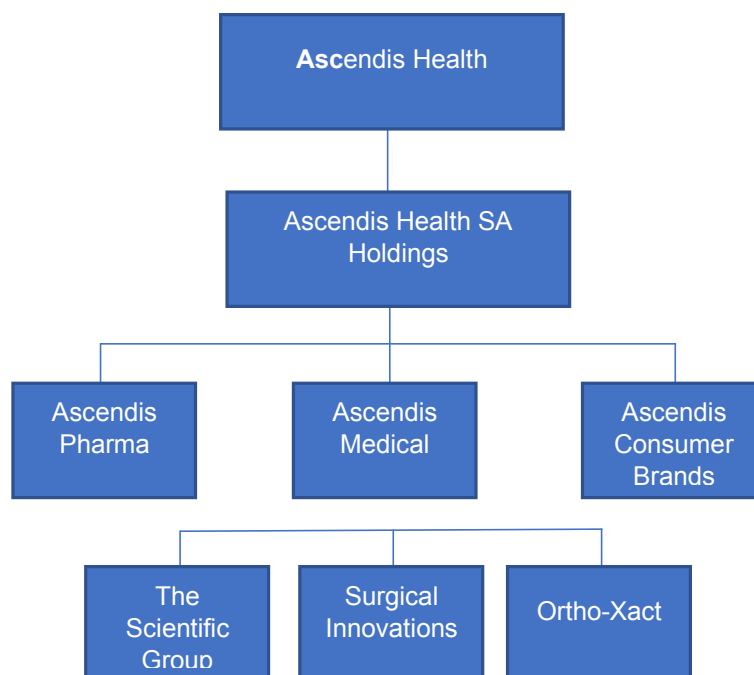 Ascendis Health
Ascendis Health SA
Holdings
Ascendis
Pharma
Ascendis
Medical
Ascendis
Consumer
Brands
The
Scientific
Group
Surgical
Innovations
Ortho-Xact